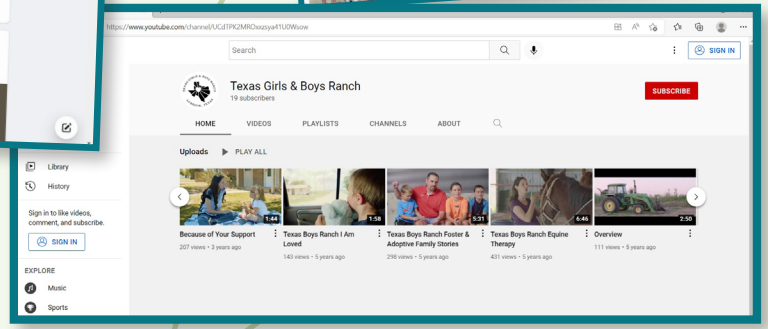 https://www.youtube.com/channel/UCdTPK2MROxxzsya41U0Wsow
Search
SIGN IN
Texas Girls & Boys Ranch
19 subscribers
SUBSCRIBE
HOME VIDEOS PLAYLISTS CHANNELS ABOUT
Uploads PLAY ALL
1:44 1:58 5:31 6:46 2:50
Because of Your Support
207 views • 3 years ago
Texas Boys Ranch I Am
Loved
143 views • 5 years ago
Texas Boys Ranch Foster &
Adoptive Family Stories
298 views • 5 years ago
Texas Boys Ranch Equine
Therapy
431 views • 5 years ago
Overview
111 views • 5 years ago
Library
History
Sign in to like videos,
comment, and subscribe.
SIGN IN
EXPLORE
Music
Sports